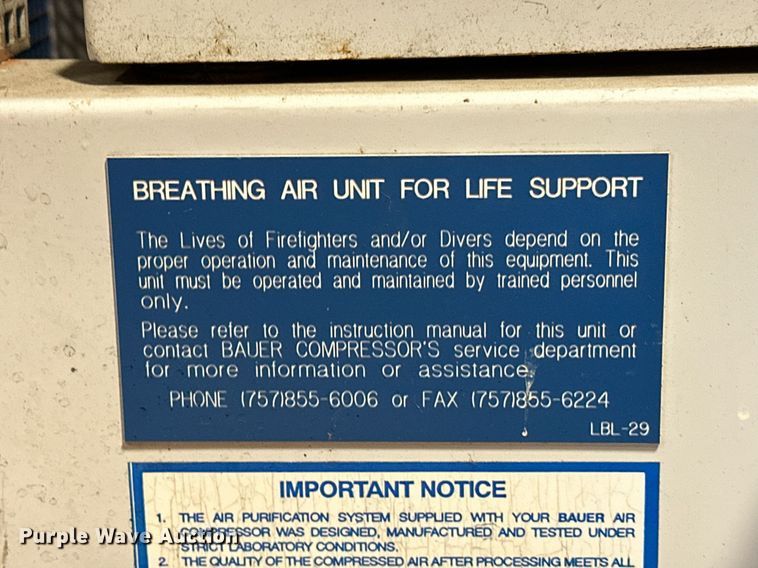 BREATHING AIR UNIT FOR LIFE SUPPORT
The Lives of Firefighters and/or Divers depend on the
proper operation and maintenance of this equipment. This
unit must be operated and maintained by trained personnel
only.
Please refer to the instruction manual for this unit or
contact BAUER COMPRESSOR'S service department
for more information or assistance.
PHONE (757)855-6006 or FAX (757)855-6224
LBL-29
IMPORTANT NOTICE
1. THE AIR PURIFICATION SYSTEM SUPPLIED WITH YOUR BAUER AIR
COMPRESSOR WAS DESIGNED, MANUFACTURED AND TESTED UNDER
STRICT LABORATORY CONDITIONS.
2. THE QUALITY OF THE COMPRESSED AIR AFTER PROCESSING MEETS ALL
Purple Wave Auction